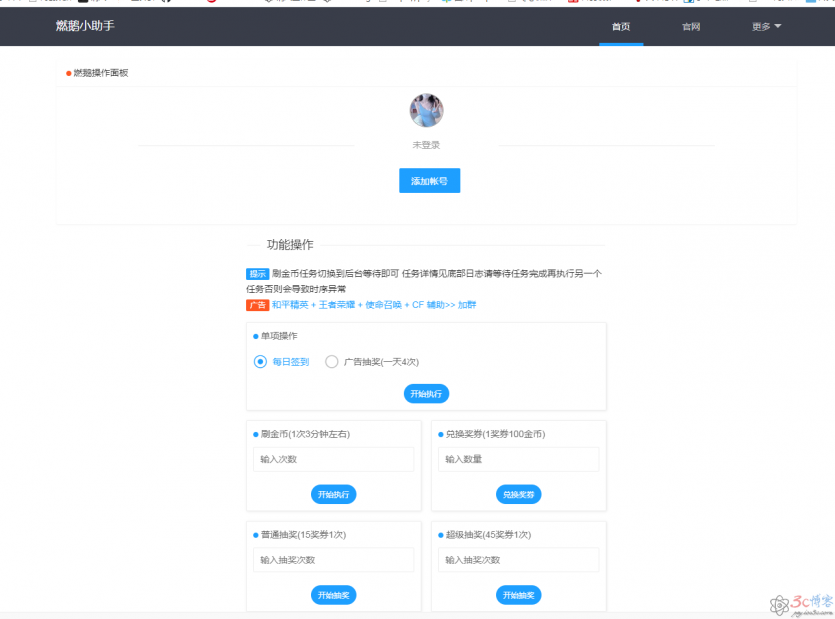 燃鹅小助手
首页
官网
更多
燃鹅操作面板
未登录
添加帐号
功能操作
提示 刷金币任务切换到后台等待即可 任务详情见底部日志请等待任务完成再执行另一个
任务否则会导致时序异常
广告 和平精英 + 王者荣耀 + 使命召唤 + CF 辅助>> 加群
单项操作
每日签到
广告抽奖(一天4次)
开始执行
刷金币(1次3分钟左右)
兑换奖券(1奖券100金币)
输入次数
输入数量
开始执行
兑换奖券
普通抽奖(15奖券1次)
超级抽奖(45奖券1次)
输入抽奖次数
输入抽奖次数
开始抽奖
开始抽奖
3c博客